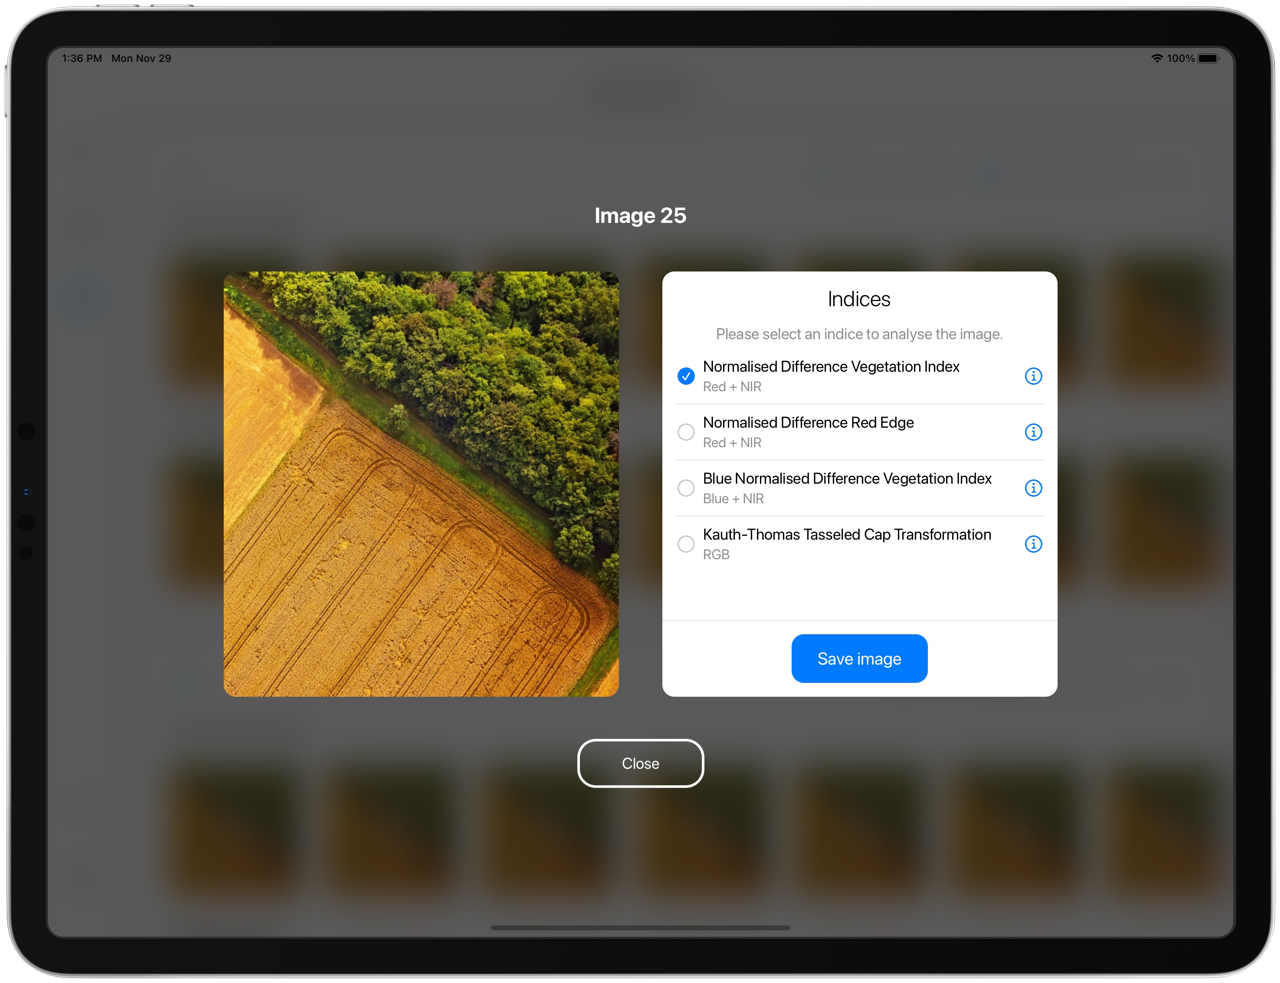 1:36 PM Mon Nov 29
100%
Image 25
Indices
Please select an indice to analyse the image.
Normalised Difference Vegetation Index
Red + NIR
Normalised Difference Red Edge
Red + NIR
Blue Normalised Difference Vegetation Index
Blue + NIR
Kauth-Thomas Tasseled Cap Transformation
RGB
Save image
Close